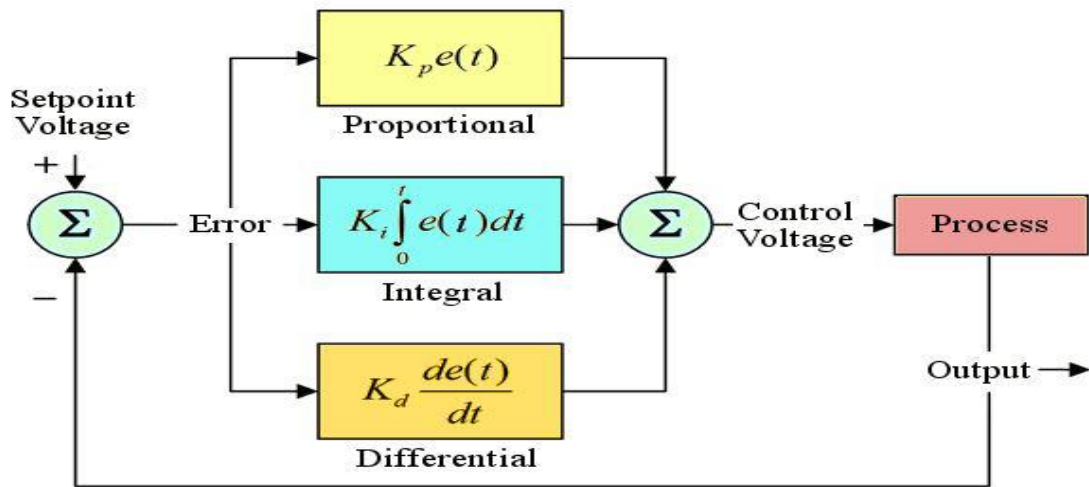 K_p e(t)
Proportional
Setpoint
Voltage
+
−
Σ
Error
K_i ∫_0^t e(t)dt
Integral
Σ
Control
Voltage
Process
K_d de(t)/dt
Differential
Output